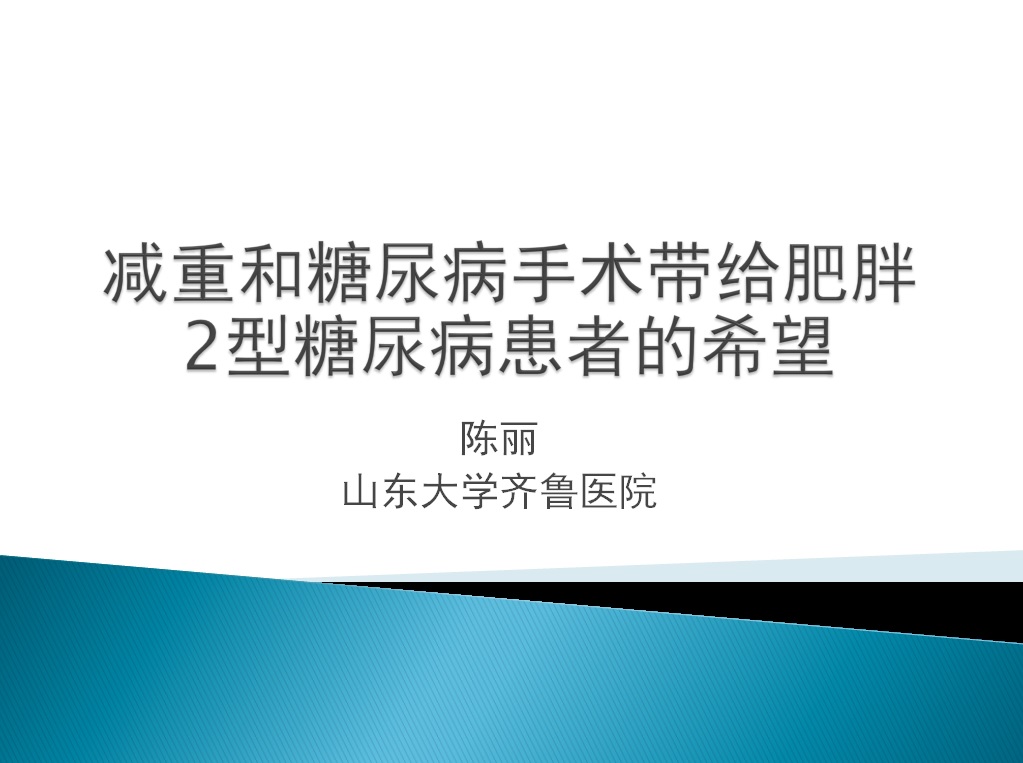 减重和糖尿病手术带给肥胖
2型糖尿病患者的希望
陈丽
山东大学齐鲁医院